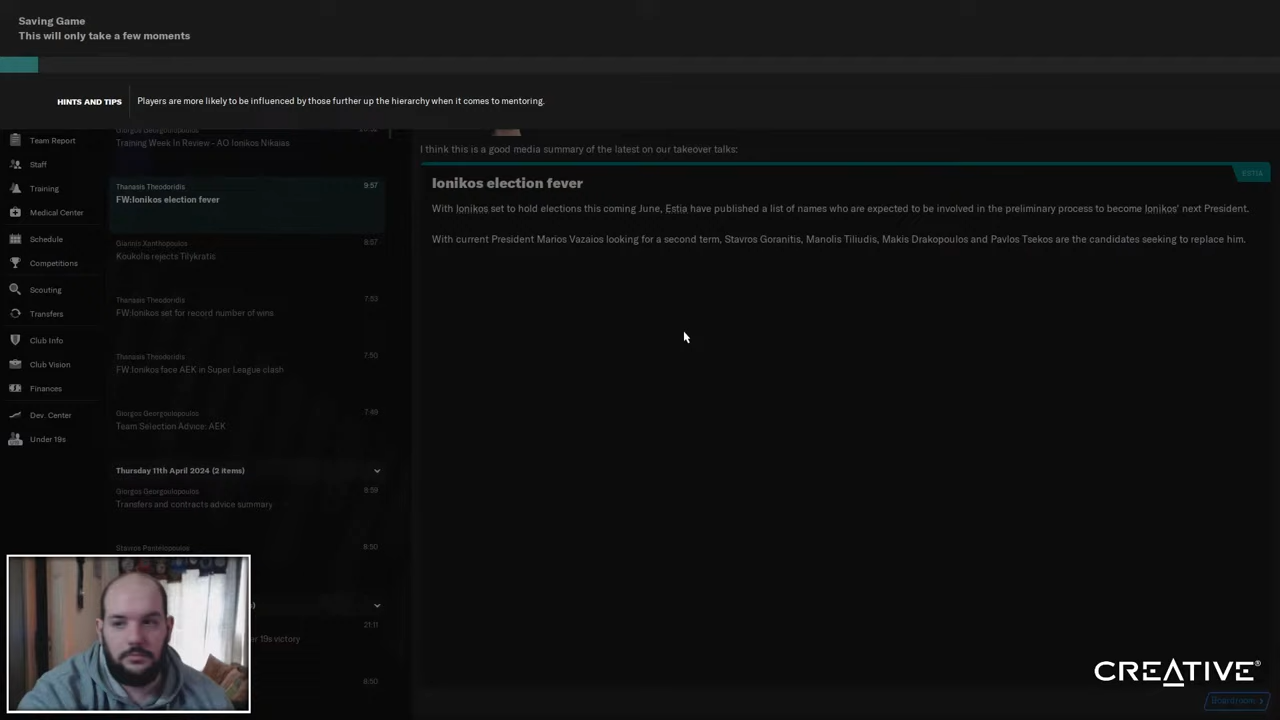 Saving Game
This will only take a few moments
HINTS AND TIPS
Players are more likely to be influenced by those further up the hierarchy when it comes to mentoring.
Team Report
Staff
Training
Medical Center
Schedule
Competitions
Scouting
Transfers
Club Info
Club Vision
Finances
Dev. Center
Under 19s
Giorgos Georgoulopoulos
Training Week In Review - AO Ionikos Nikaias
Thanasis Theodoridis 9:57
FW:Ionikos election fever
Giannis Xanthopoulos 8:57
Koukolis rejects Tilykratis
Thanasis Theodoridis 7:53
FW:Ionikos set for record number of wins
Thanasis Theodoridis 7:50
FW:Ionikos face AEK in Super League clash
Giorgos Georgoulopoulos 7:49
Team Selection Advice: AEK
Thursday 11th April 2024 (2 items)
Giorgos Georgoulopoulos 8:59
Transfers and contracts advice summary
Stavros Pantelopoulos 8:50
21:11
19s victory
8:50
I think this is a good media summary of the latest on our takeover talks:
ESTIA
Ionikos election fever
With Ionikos set to hold elections this coming June, Estia have published a list of names who are expected to be involved in the preliminary process to become Ionikos' next President.
With current President Marios Vazaios looking for a second term, Stavros Goranitis, Manolis Tiliudis, Makis Drakopoulos and Pavlos Tsekos are the candidates seeking to replace him.
CREATIVE®
Boardroom >